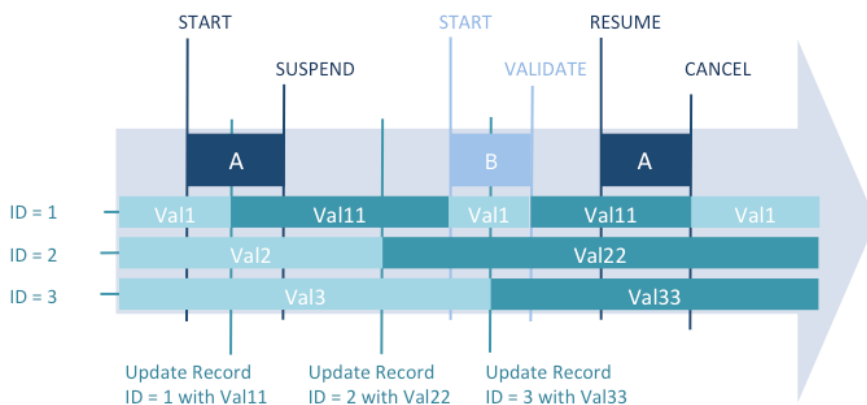 START
START
RESUME
SUSPEND
VALIDATE
CANCEL
A
B
A
ID = 1
Val1
Val11
Val1
Val11
Val1
ID = 2
Val2
Val22
ID = 3
Val3
Val33
Update Record
ID = 1 with Val11
Update Record
ID = 2 with Val22
Update Record
ID = 3 with Val33